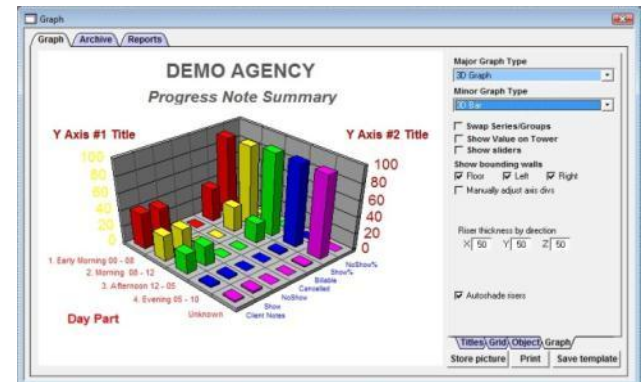 Graph
Graph Archive Reports
DEMO AGENCY
Progress Note Summary
Y Axis #1 Title
Y Axis #2 Title
100
80
60
40
20
0
100
80
60
40
20
0
1. Early Morning 00 - 08
2. Morning 08 - 12
3. Afternoon 12 - 05
4. Evening 05 - 10
Unknown
Day Part
NoShow%
Show%
Billable
Cancelled
NoShow
Show
Client Notes
Major Graph Type
3D Graph
Minor Graph Type
3D Bar
Swap Series/Groups
Show Value on Tower
Show sliders
Show bounding walls
Floor Left Right
Manually adjust axis divs
Riser thickness by direction
X 50 Y 50 Z 50
Autoshade risers
Titles Grid Object Graph
Store picture Print Save template